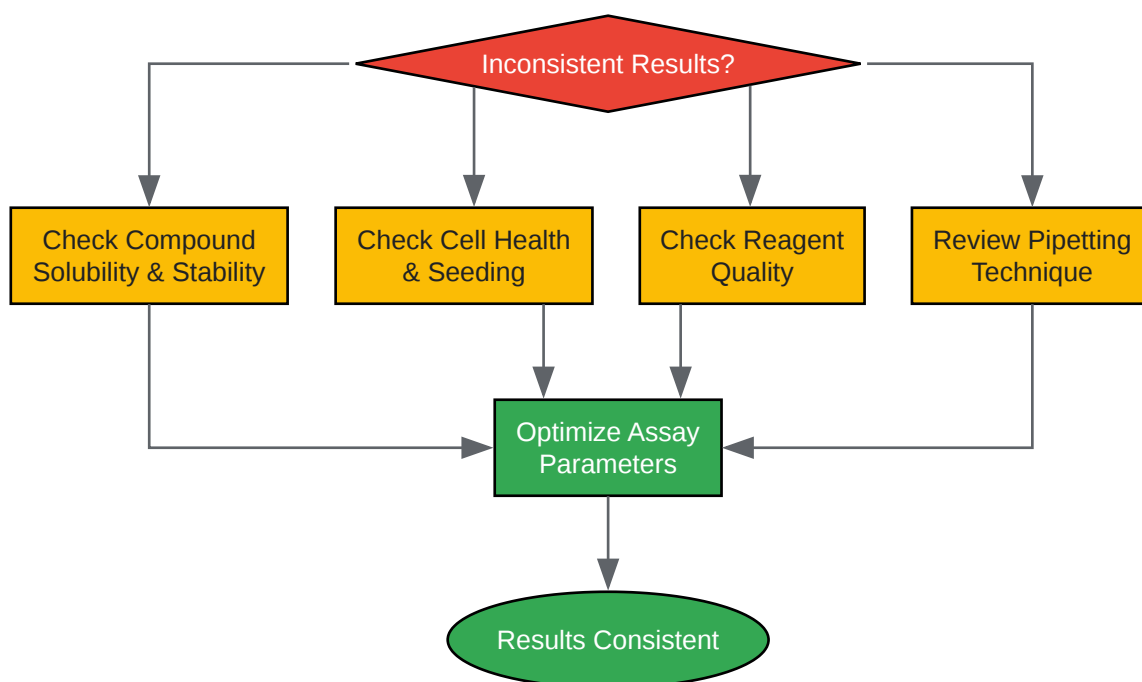 Inconsistent Results?
Check Compound
Solubility & Stability
Check Cell Health
& Seeding
Check Reagent
Quality
Review Pipetting
Technique
Optimize Assay
Parameters
Results Consistent